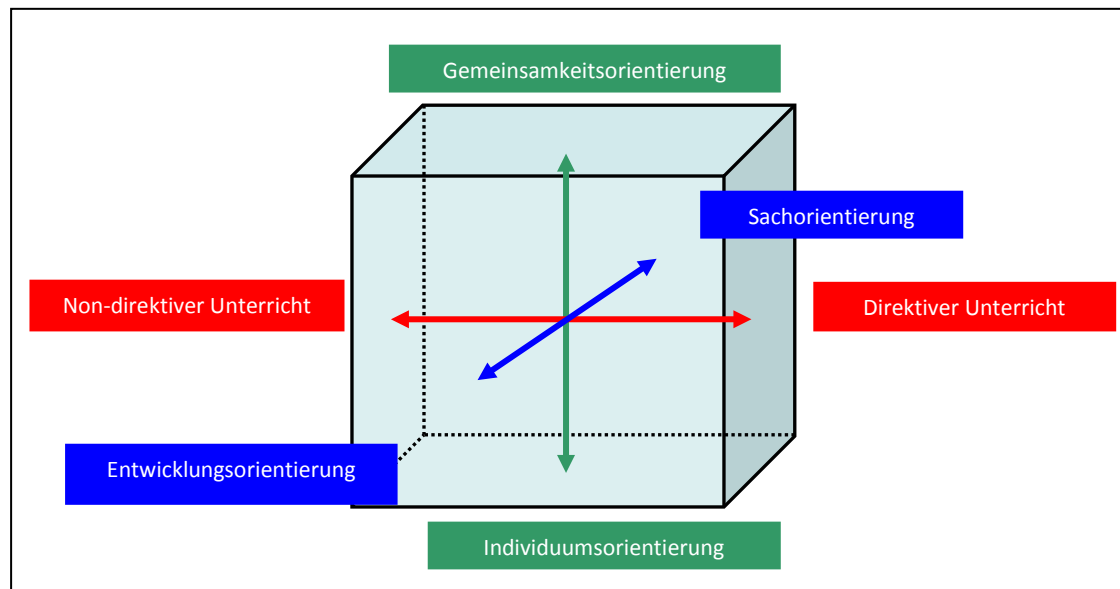 Gemeinsamkeitsorientierung
Sachorientierung
Non-direktiver Unterricht
Direktiver Unterricht
Entwicklungsorientierung
Individuumsorientierung